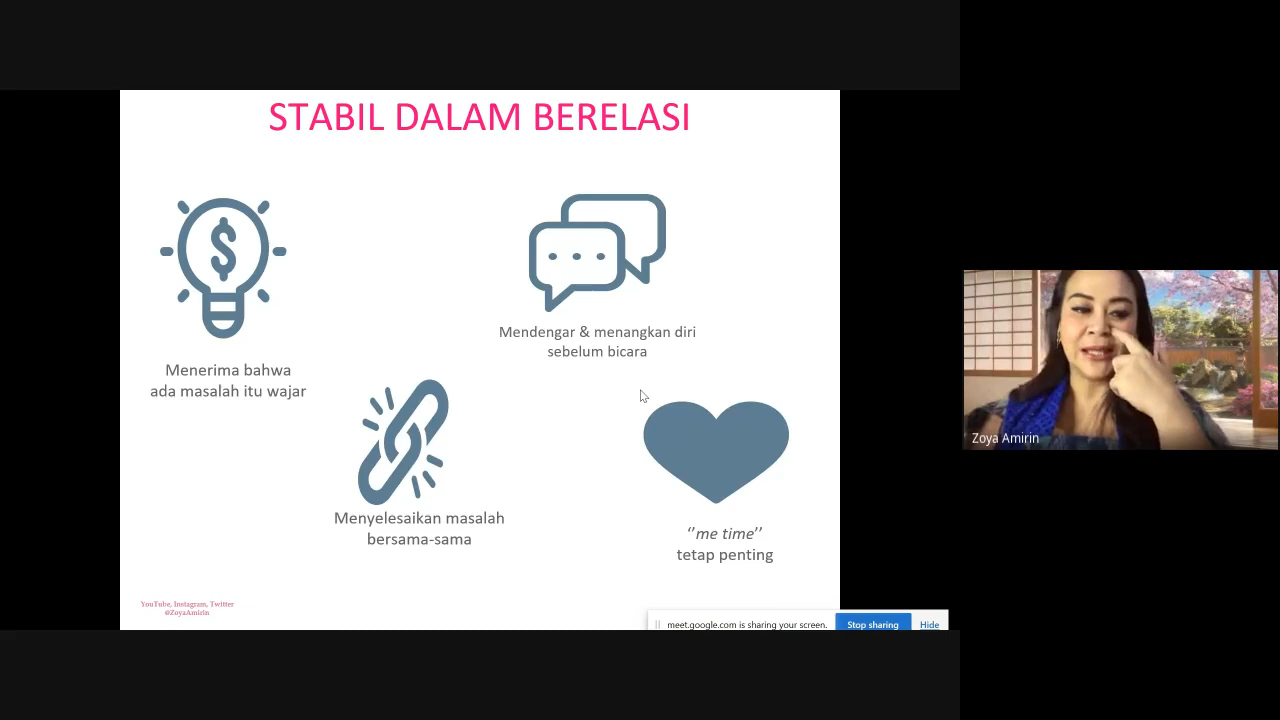 STABIL DALAM BERELASI
$
Menerima bahwa
ada masalah itu wajar
Mendengar & menangkan diri
sebelum bicara
Menyelesaikan masalah
bersama-sama
‘’me time’’
tetap penting
YouTube, Instagram, Twitter
@ZoyaAmirin
meet.google.com is sharing your screen.
Stop sharing
Hide
Zoya Amirin